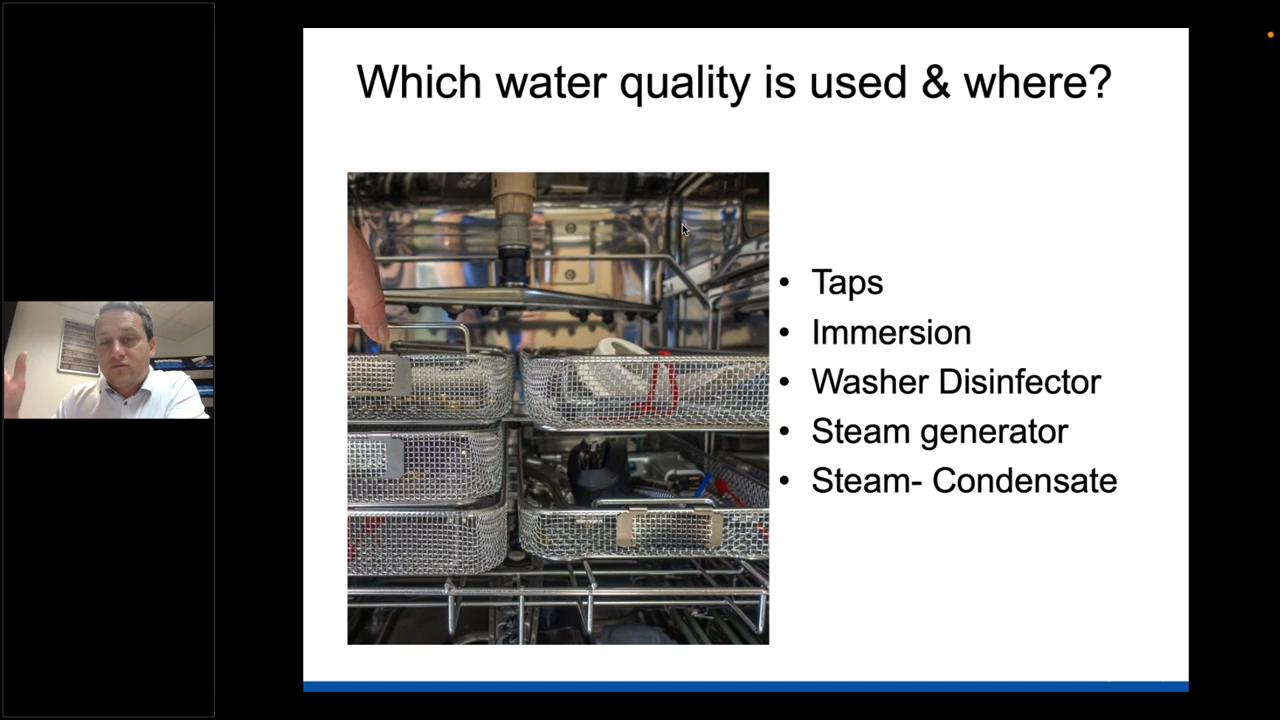 Which water quality is used & where?
• Taps
• Immersion
• Washer Disinfector
• Steam generator
• Steam- Condensate